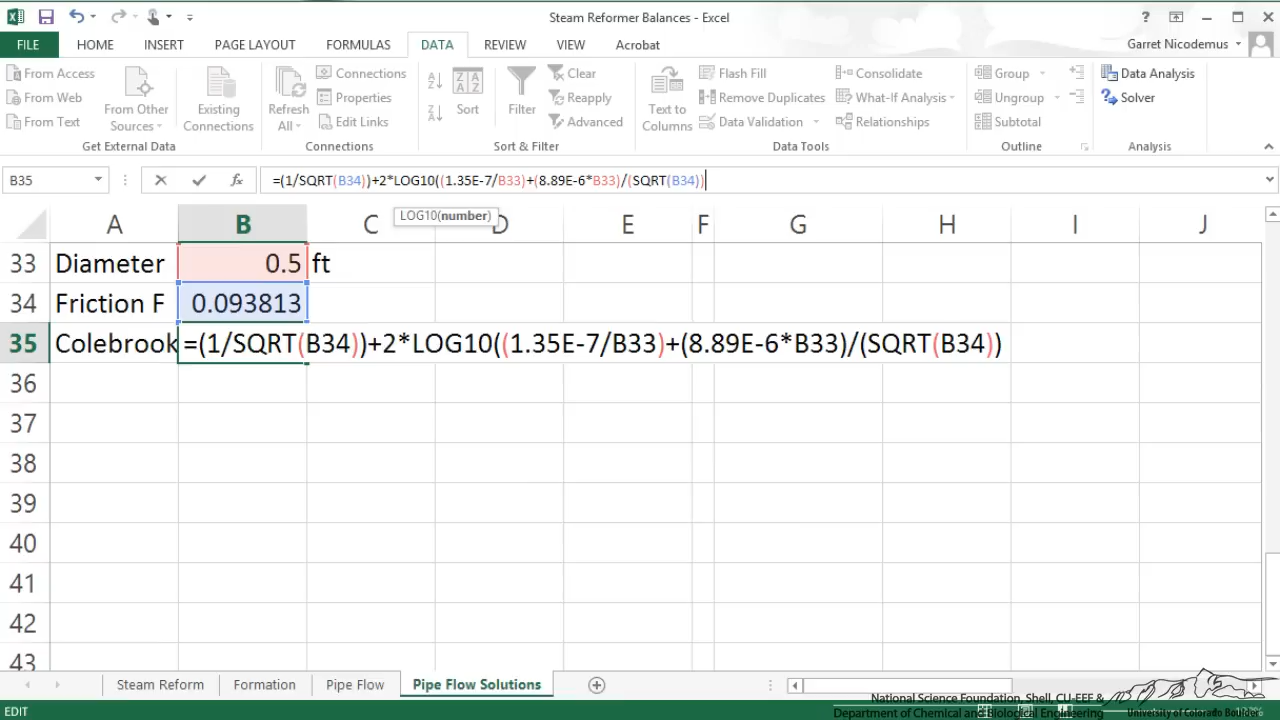 Steam Reformer Balances - Excel
FILE HOME INSERT PAGE LAYOUT FORMULAS DATA REVIEW VIEW Acrobat Garret Nicodemus
From Access
From Web
From Text
From Other Sources
Existing Connections
Get External Data
Refresh All
Connections
Properties
Edit Links
Connections
Sort
Filter
Clear
Reapply
Advanced
Sort & Filter
Text to Columns
Flash Fill
Remove Duplicates
Data Validation
Consolidate
What-If Analysis
Relationships
Data Tools
Group
Ungroup
Subtotal
Outline
Data Analysis
Solver
Analysis
B35 fx =(1/SQRT(B34))+2*LOG10((1.35E-7/B33)+(8.89E-6*B33)/(SQRT(B34))
LOG10(number)
A B C D E F G H I J
33 Diameter 0.5 ft
34 Friction F 0.093813
35 Colebrook =(1/SQRT(B34))+2*LOG10((1.35E-7/B33)+(8.89E-6*B33)/(SQRT(B34))
36
37
38
39
40
41
42
43
Steam Reform Formation Pipe Flow Pipe Flow Solutions
National Science Foundation, Shell, CU-EEF &
Department of Chemical and Biological Engineering University of Colorado Boulder
EDIT